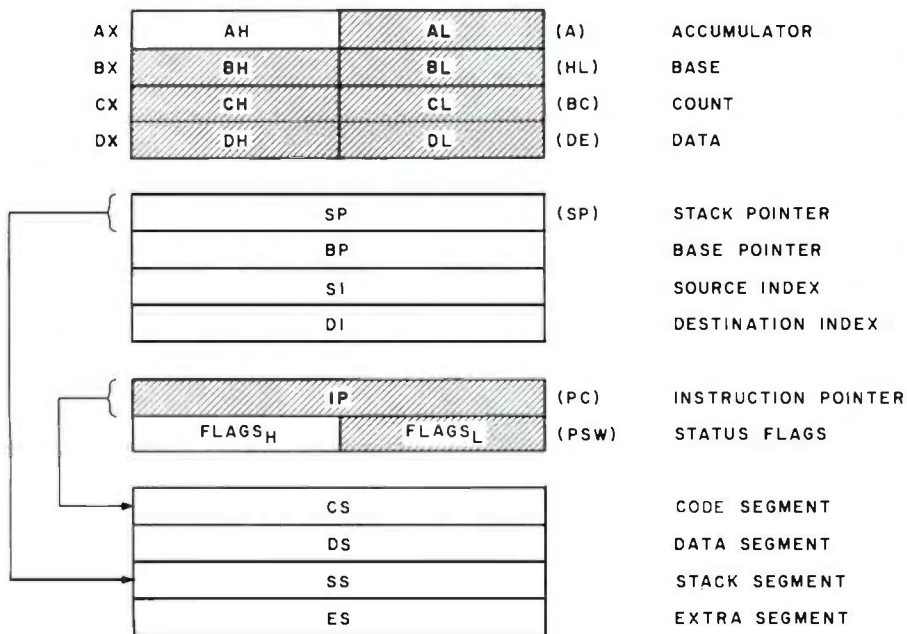 AX AH AL (A) ACCUMULATOR
BX BH BL (HL) BASE
CX CH CL (BC) COUNT
DX DH DL (DE) DATA
SP (SP) STACK POINTER
BP BASE POINTER
SI SOURCE INDEX
DI DESTINATION INDEX
IP (PC) INSTRUCTION POINTER
FLAGSH FLAGSL (PSW) STATUS FLAGS
CS CODE SEGMENT
DS DATA SEGMENT
SS STACK SEGMENT
ES EXTRA SEGMENT